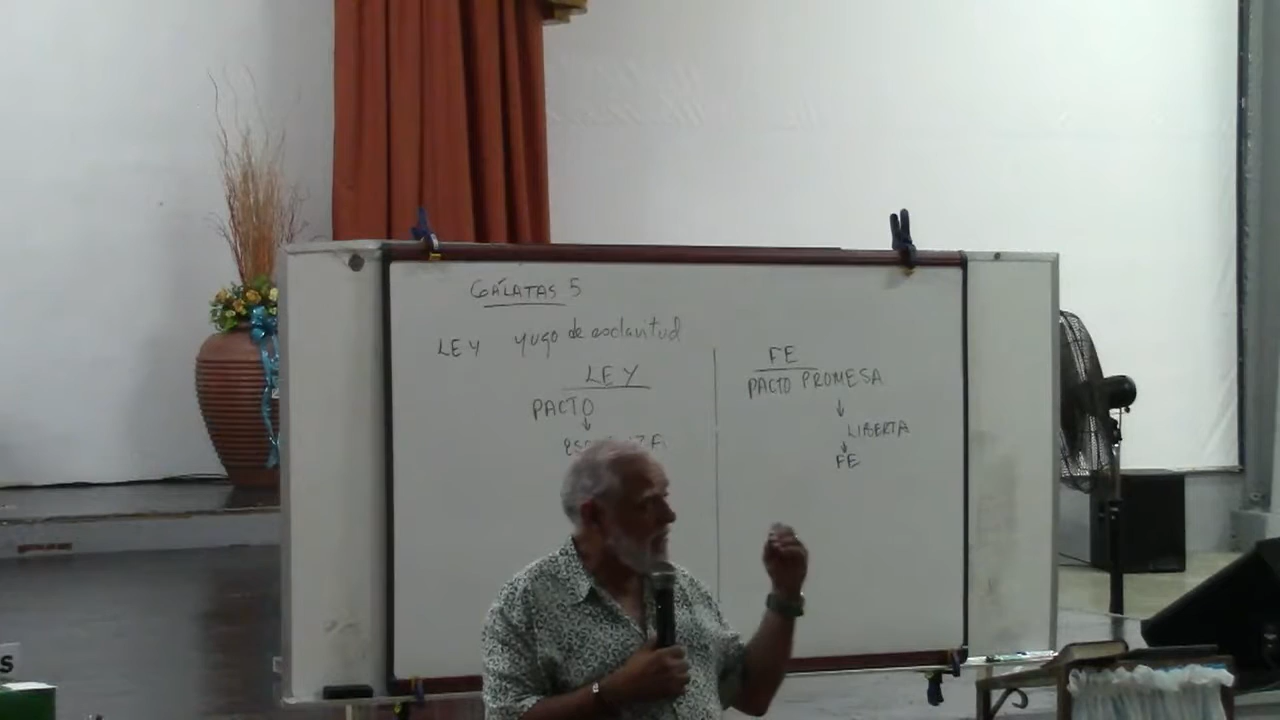 GÁLATAS 5
LEY yugo de esclavitud
LEY
PACTO
FE
PACTO PROMESA
LIBERTA
FE
S